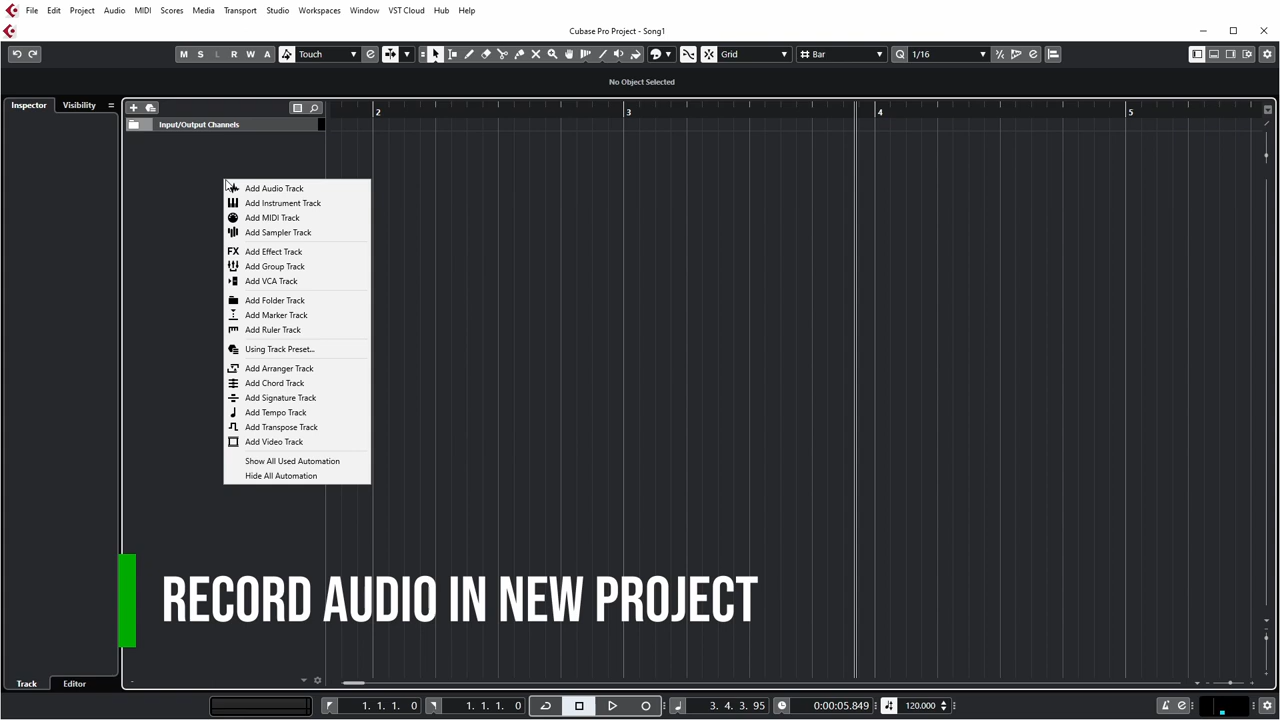 File Edit Project Audio MIDI Scores Media Transport Studio Workspaces Window VST Cloud Hub Help
Cubase Pro Project - Song1
M S L R W A Touch Grid Bar Q 1/16
No Object Selected
Inspector Visibility
2 3 4 5
Input/Output Channels
Add Audio Track
Add Instrument Track
Add MIDI Track
Add Sampler Track
FX Add Effect Track
Add Group Track
Add VCA Track
Add Folder Track
Add Marker Track
Add Ruler Track
Using Track Preset...
Add Arranger Track
Add Chord Track
Add Signature Track
Add Tempo Track
Add Transpose Track
Add Video Track
Show All Used Automation
Hide All Automation
RECORD AUDIO IN NEW PROJECT
Track Editor
1. 1. 1. 0 1. 1. 1. 0 3. 4. 3. 95 0:00:05.849 120.000